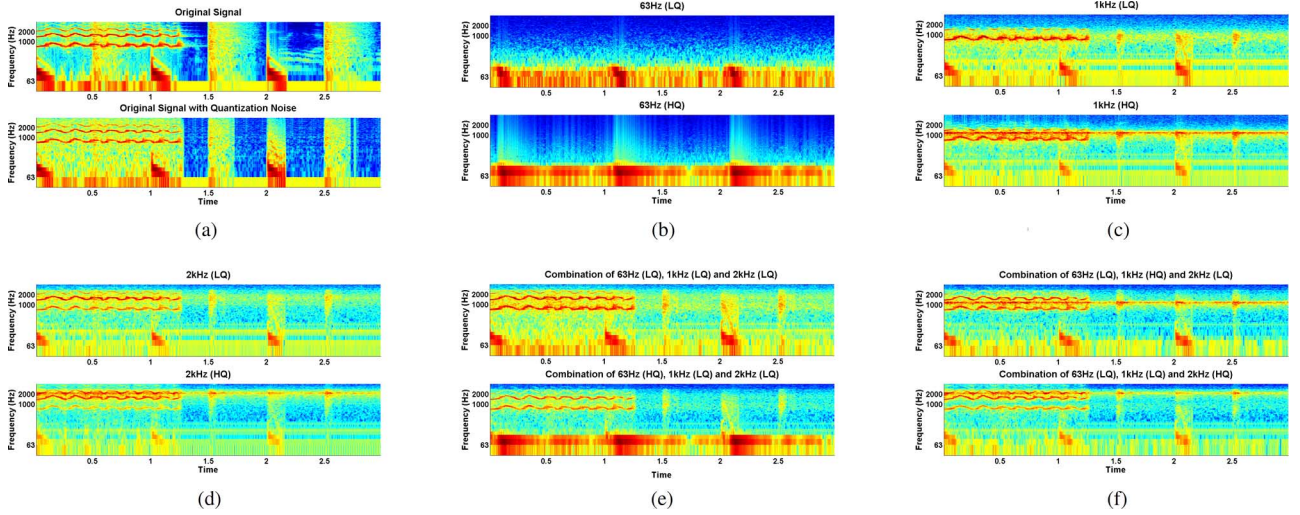 Original Signal
Frequency (Hz)
2000
1000
63
0.5 1 1.5 2 2.5
Original Signal with Quantization Noise
Frequency (Hz)
2000
1000
63
0.5 1 1.5 2 2.5
Time
(a)
63Hz (LQ)
Frequency (Hz)
2000
1000
63
0.5 1 1.5 2 2.5
63Hz (HQ)
Frequency (Hz)
2000
1000
63
0.5 1 1.5 2 2.5
Time
(b)
1kHz (LQ)
Frequency (Hz)
2000
1000
63
0.5 1 1.5 2 2.5
1kHz (HQ)
Frequency (Hz)
2000
1000
63
0.5 1 1.5 2 2.5
Time
(c)
2kHz (LQ)
Frequency (Hz)
2000
1000
63
0.5 1 1.5 2 2.5
2kHz (HQ)
Frequency (Hz)
2000
1000
63
0.5 1 1.5 2 2.5
Time
(d)
Combination of 63Hz (LQ), 1kHz (LQ) and 2kHz (LQ)
Frequency (Hz)
2000
1000
63
0.5 1 1.5 2 2.5
Combination of 63Hz (HQ), 1kHz (LQ) and 2kHz (LQ)
Frequency (Hz)
2000
1000
63
0.5 1 1.5 2 2.5
Time
(e)
Combination of 63Hz (LQ), 1kHz (HQ) and 2kHz (LQ)
Frequency (Hz)
2000
1000
63
0.5 1 1.5 2 2.5
Combination of 63Hz (LQ), 1kHz (LQ) and 2kHz (HQ)
Frequency (Hz)
2000
1000
63
0.5 1 1.5 2 2.5
Time
(f)